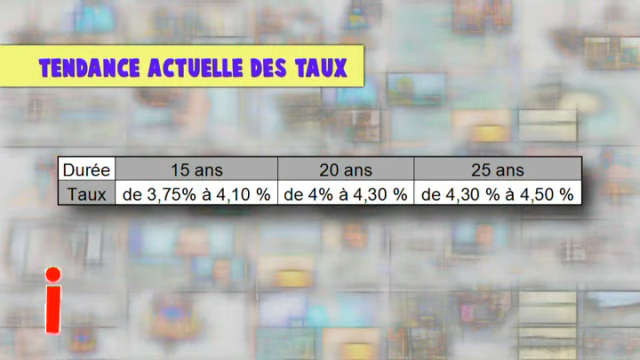 TENDANCE ACTUELLE DES TAUX
Durée 15 ans 20 ans 25 ans
Taux de 3,75% à 4,10 % de 4% à 4,30 % de 4,30 % à 4,50 %
i